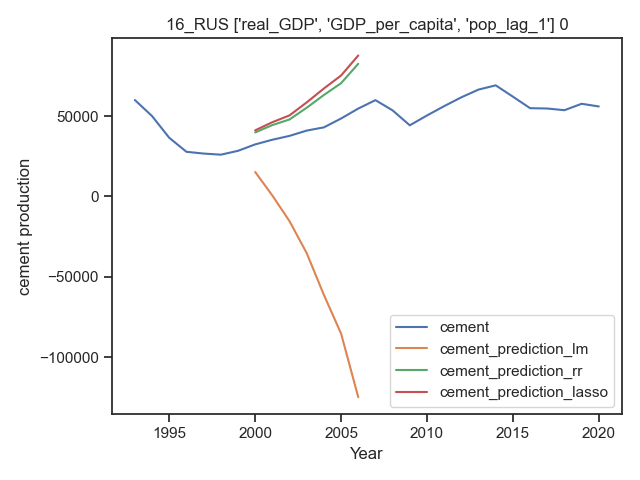 16_RUS ['real_GDP', 'GDP_per_capita', 'pop_lag_1'] 0
cement production
50000
0
−50000
−100000
1995
2000
2005
2010
2015
2020
Year
cement
cement_prediction_lm
cement_prediction_rr
cement_prediction_lasso